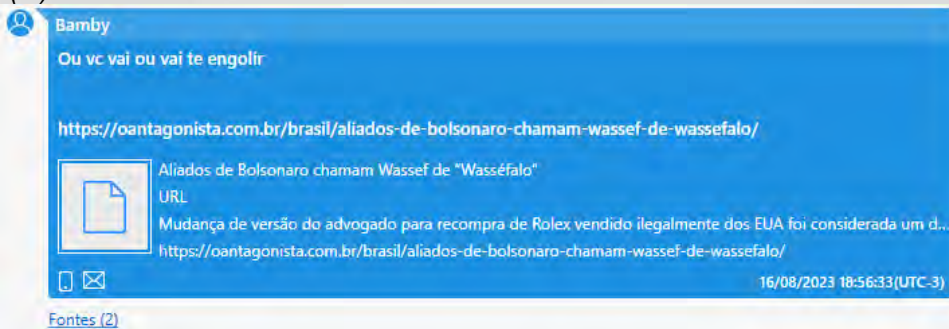 Bamby
Ou vc vai ou vai te engolir
https://oantagonista.com.br/brasil/aliados-de-bolsonaro-chamam-wassef-de-wassefalo/
Aliados de Bolsonaro chamam Wassef de "Wasséfalo"
URL
Mudança de versão do advogado para recompra de Rolex vendido ilegalmente dos EUA foi considerada um d...
https://oantagonista.com.br/brasil/aliados-de-bolsonaro-chamam-wassef-de-wassefalo/
16/08/2023 18:56:33(UTC-3)
Fontes (2)